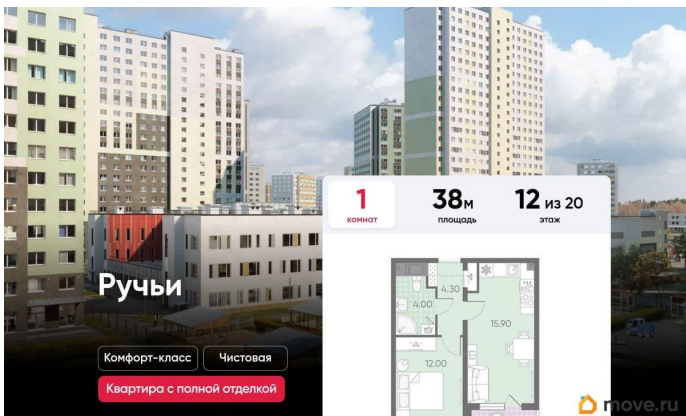 1
комнат
38м
площадь
12 из 20
этаж
Ручьи
4.30
4.00
15.90
12.00
Комфорт-класс
Чистовая
Квартира с полной отделкой
move.ru